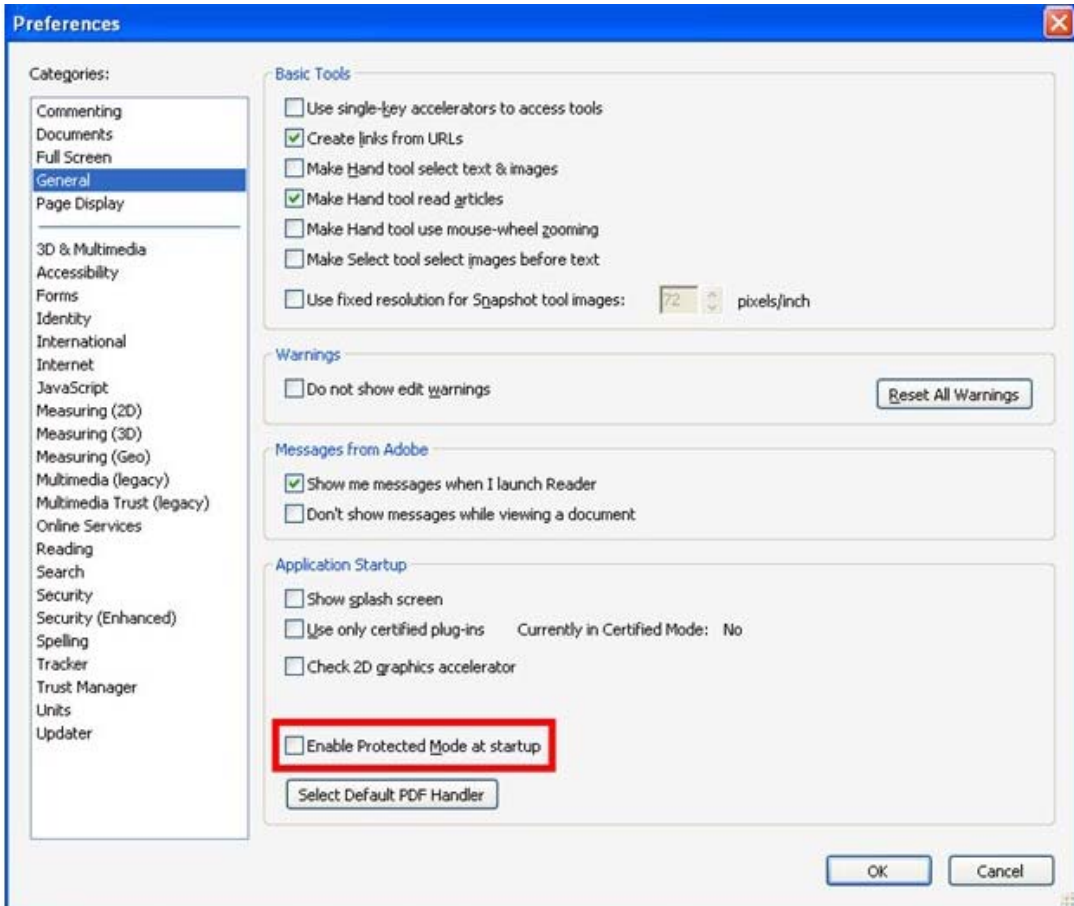 Preferences
Categories:
Commenting
Documents
Full Screen
General
Page Display
3D & Multimedia
Accessibility
Forms
Identity
International
Internet
JavaScript
Measuring (2D)
Measuring (3D)
Measuring (Geo)
Multimedia (legacy)
Multimedia Trust (legacy)
Online Services
Reading
Search
Security
Security (Enhanced)
Spelling
Tracker
Trust Manager
Units
Updater
Basic Tools
Use single-key accelerators to access tools
Create links from URLs
Make Hand tool select text & images
Make Hand tool read articles
Make Hand tool use mouse-wheel zooming
Make Select tool select images before text
Use fixed resolution for Snapshot tool images: 72 pixels/inch
Warnings
Do not show edit warnings
Reset All Warnings
Messages from Adobe
Show me messages when I launch Reader
Don't show messages while viewing a document
Application Startup
Show splash screen
Use only certified plug-ins Currently in Certified Mode: No
Check 2D graphics accelerator
Enable Protected Mode at startup
Select Default PDF Handler
OK Cancel